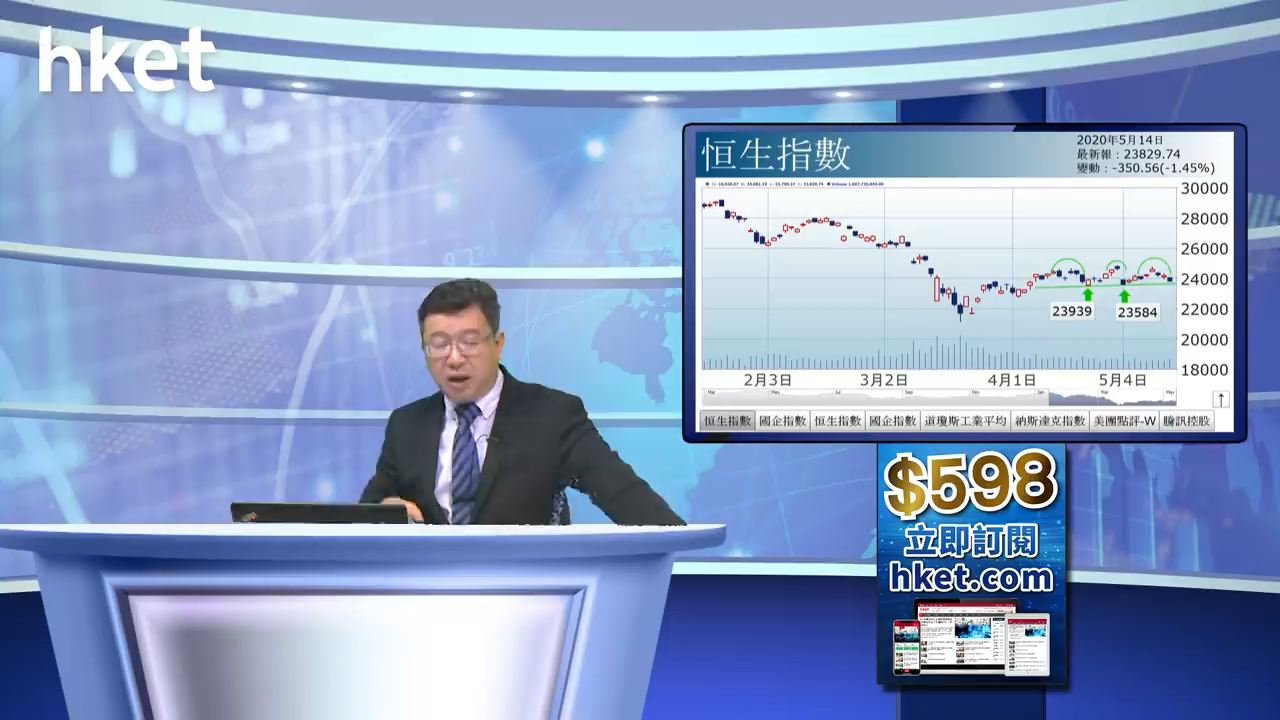 hket
恒生指數
2020年5月14日
最新報：23829.74
變動：-350.56(-1.45%)
30000
28000
26000
24000
22000
20000
18000
23939
23584
2月3日
3月2日
4月1日
5月4日
恒生指數 國企指數 恒生指數 國企指數 道瓊斯工業平均 納斯達克指數 美團點評-W 騰訊控股
$598
立即訂閱
hket.com